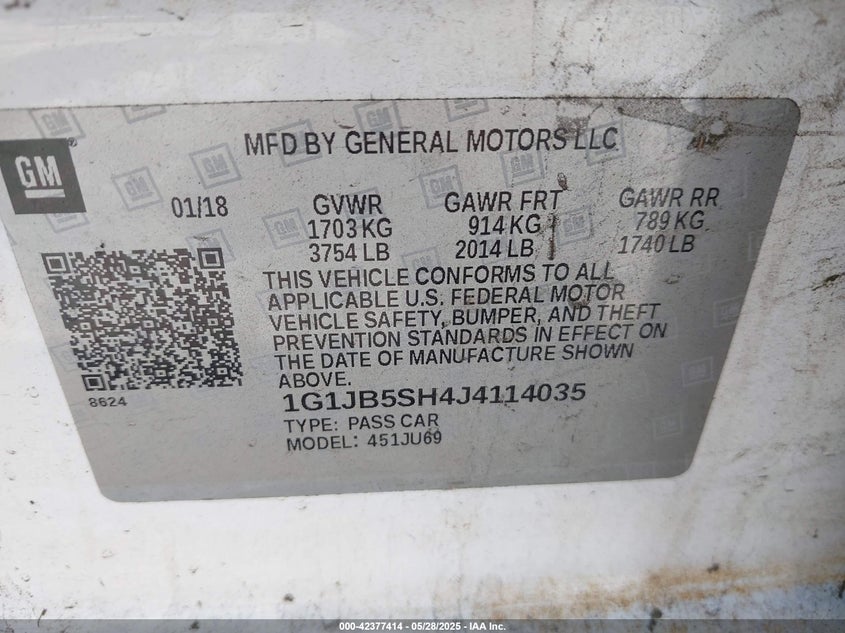 MFD BY GENERAL MOTORS LLC
GM
01/18 GVWR GAWR FRT GAWR RR
1703 KG 914 KG 789 KG
3754 LB 2014 LB 1740 LB
THIS VEHICLE CONFORMS TO ALL
APPLICABLE U.S. FEDERAL MOTOR
VEHICLE SAFETY, BUMPER, AND THEFT
PREVENTION STANDARDS IN EFFECT ON
THE DATE OF MANUFACTURE SHOWN
ABOVE.
8624
1G1JB5SH4J4114035
TYPE: PASS CAR
MODEL: 451JU69
000-42377414 - 05/28/2025 - IAA Inc.